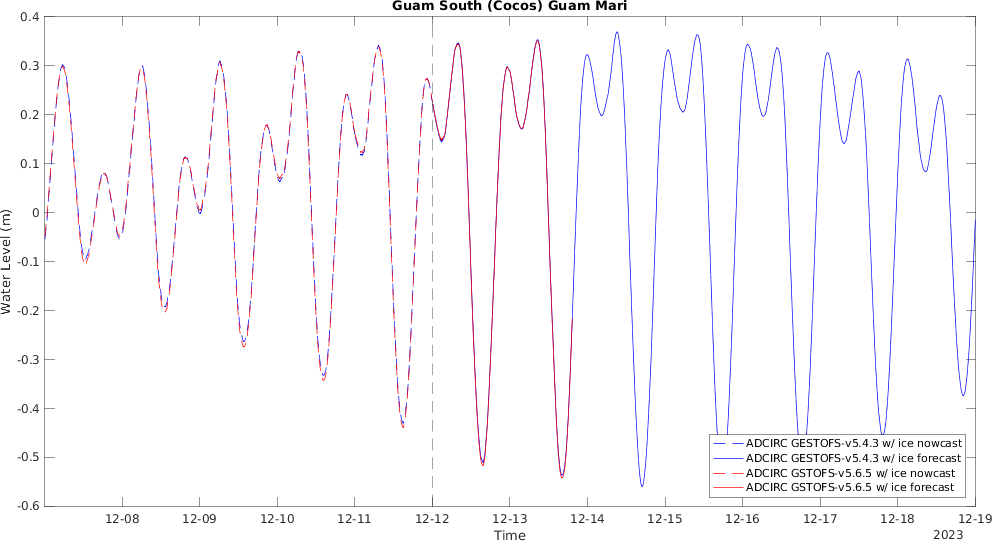 Guam South (Cocos) Guam Mari
Water Level (m)
0.4
0.3
0.2
0.1
0
-0.1
-0.2
-0.3
-0.4
-0.5
-0.6
ADCIRC GESTOFS-v5.4.3 w/ ice nowcast
ADCIRC GESTOFS-v5.4.3 w/ ice forecast
ADCIRC GSTOFS-v5.6.5 w/ ice nowcast
ADCIRC GSTOFS-v5.6.5 w/ ice forecast
12-08 12-09 12-10 12-11 12-12 12-13 12-14 12-15 12-16 12-17 12-18 12-19
Time
2023